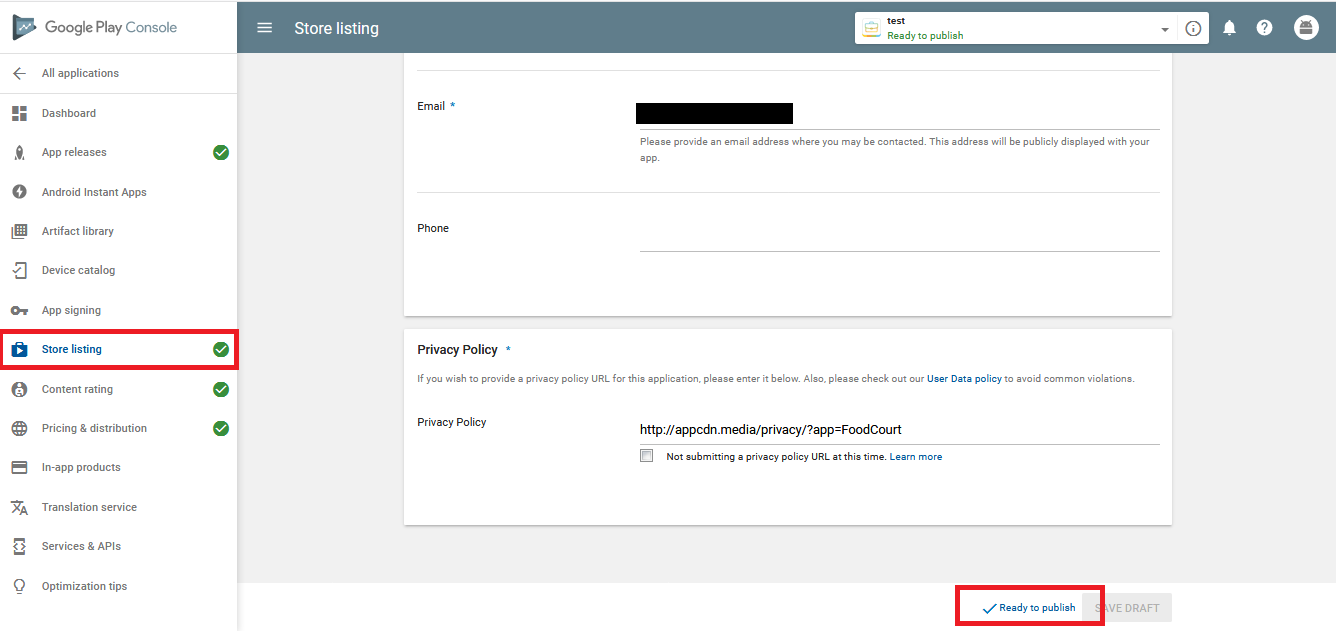 Google Play Console
Store listing
test
Ready to publish
All applications
Dashboard
App releases
Android Instant Apps
Artifact library
Device catalog
App signing
Store listing
Content rating
Pricing & distribution
In-app products
Translation service
Services & APIs
Optimization tips
Email *
Please provide an email address where you may be contacted. This address will be publicly displayed with your
app.
Phone
Privacy Policy *
If you wish to provide a privacy policy URL for this application, please enter it below. Also, please check out our User Data policy to avoid common violations.
Privacy Policy
http://appcdn.media/privacy/?app=FoodCourt
Not submitting a privacy policy URL at this time. Learn more
Ready to publish
SAVE DRAFT